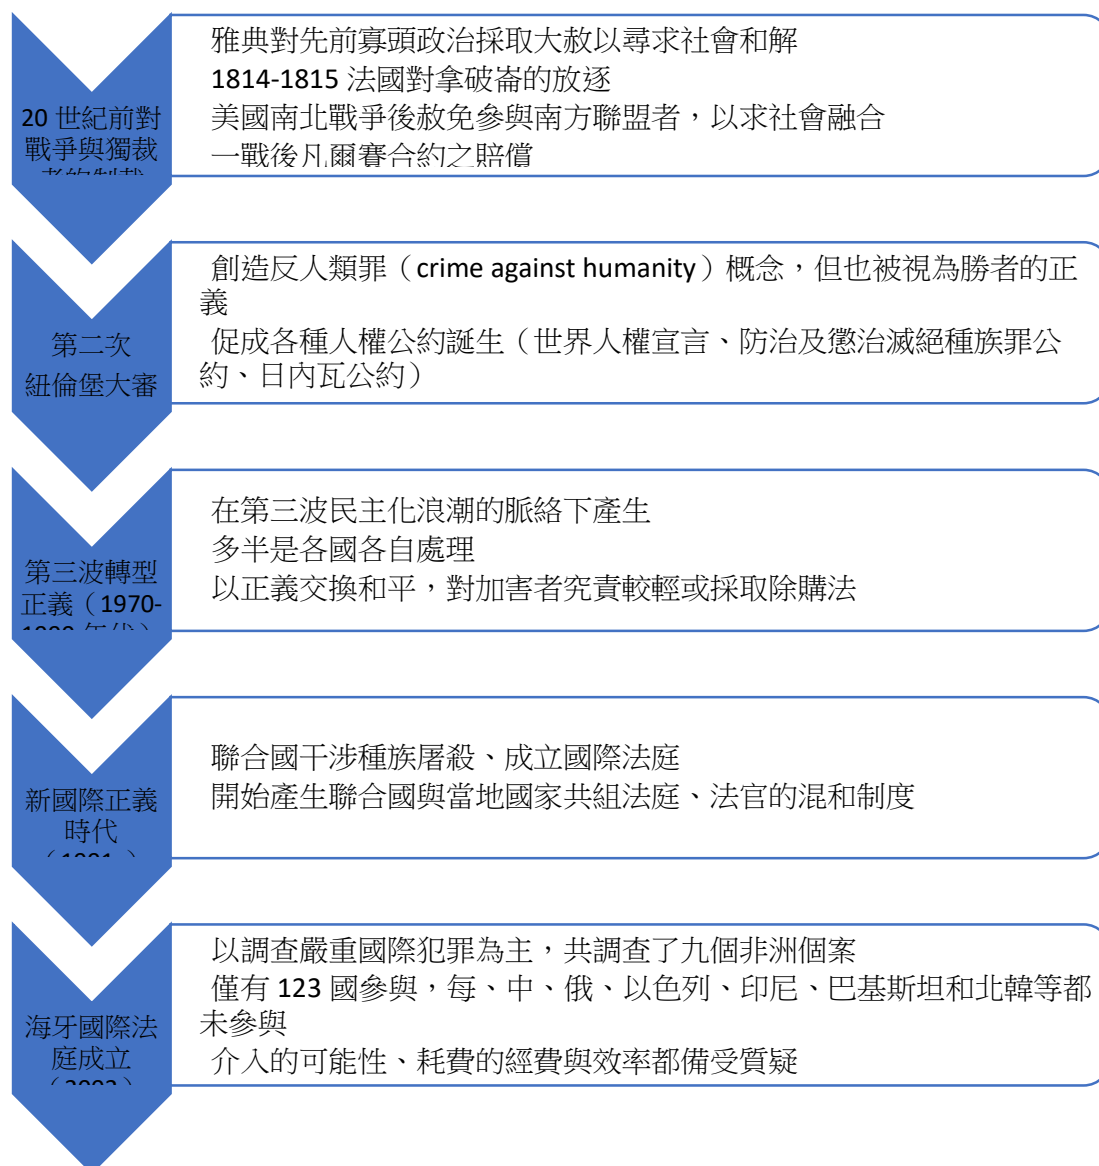 20 世紀前對
戰爭與獨裁
雅典對先前寡頭政治採取大赦以尋求社會和解
1814-1815 法國對拿破崙的放逐
美國南北戰爭後赦免參與南方聯盟者，以求社會融合
一戰後凡爾賽合約之賠償
第二次
紐倫堡大審
創造反人類罪（crime against humanity）概念，但也被視為勝者的正
義
促成各種人權公約誕生（世界人權宣言、防治及懲治滅絕種族罪公
約、日內瓦公約）
第三波轉型
正義（1970-
在第三波民主化浪潮的脈絡下產生
多半是各國各自處理
以正義交換和平，對加害者究責較輕或採取除購法
新國際正義
時代
聯合國干涉種族屠殺、成立國際法庭
開始產生聯合國與當地國家共組法庭、法官的混和制度
海牙國際法
庭成立
以調查嚴重國際犯罪為主，共調查了九個非洲個案
僅有 123 國參與，每、中、俄、以色列、印尼、巴基斯坦和北韓等都
未參與
介入的可能性、耗費的經費與效率都備受質疑